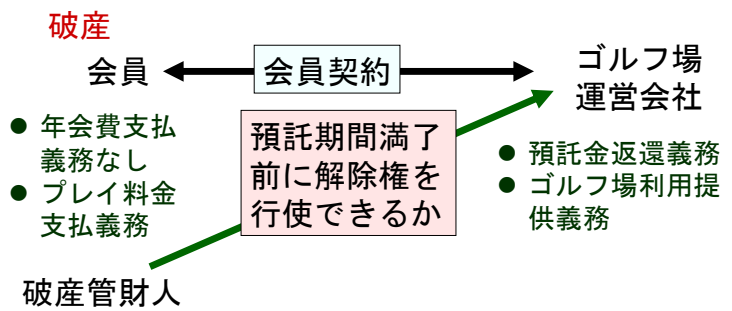 破産
会員
会員契約
ゴルフ場
運営会社
● 年会費支払
義務なし
● プレイ料金
支払義務
預託期間満了
前に解除権を
行使できるか
● 預託金返還義務
● ゴルフ場利用提
供義務
破産管財人